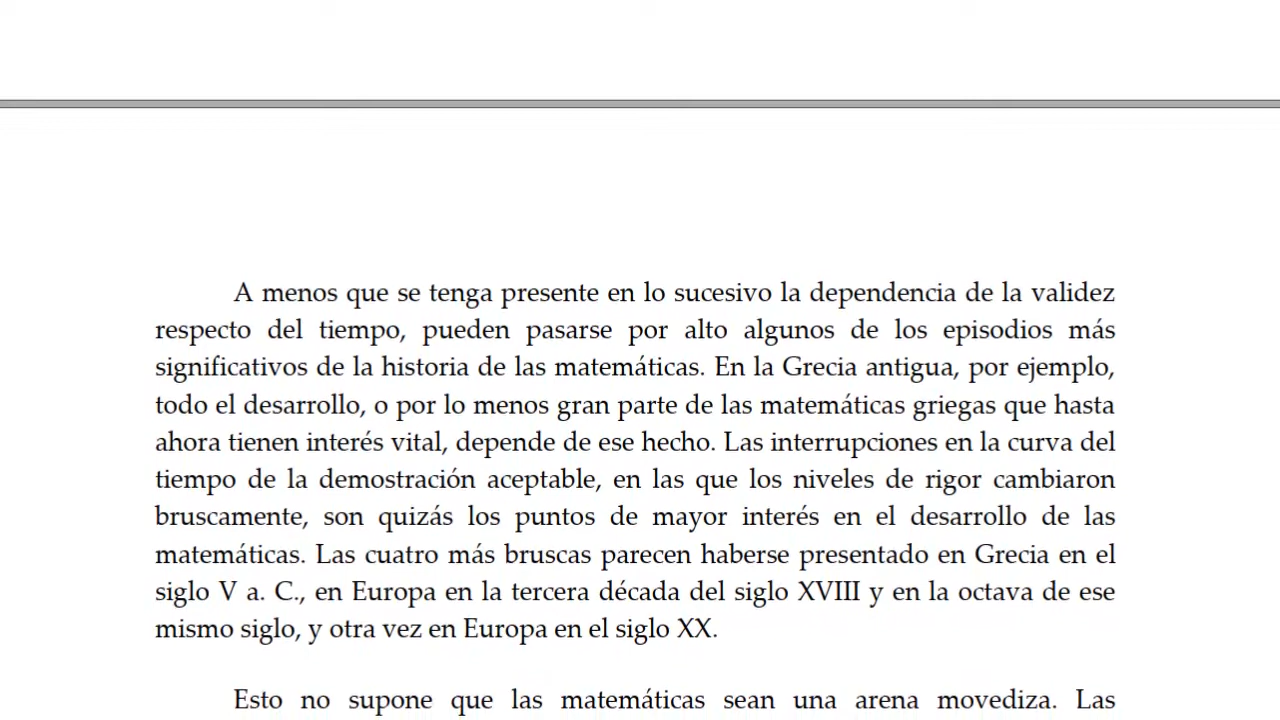 A menos que se tenga presente en lo sucesivo la dependencia de la validez
respecto del tiempo, pueden pasarse por alto algunos de los episodios más
significativos de la historia de las matemáticas. En la Grecia antigua, por ejemplo,
todo el desarrollo, o por lo menos gran parte de las matemáticas griegas que hasta
ahora tienen interés vital, depende de ese hecho. Las interrupciones en la curva del
tiempo de la demostración aceptable, en las que los niveles de rigor cambiaron
bruscamente, son quizás los puntos de mayor interés en el desarrollo de las
matemáticas. Las cuatro más bruscas parecen haberse presentado en Grecia en el
siglo V a. C., en Europa en la tercera década del siglo XVIII y en la octava de ese
mismo siglo, y otra vez en Europa en el siglo XX.
Esto no supone que las matemáticas sean una arena movediza. Las